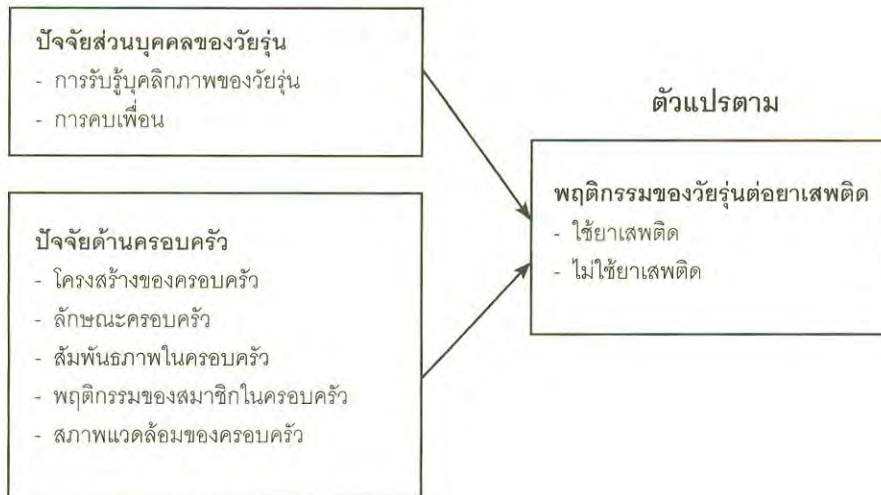 ปัจจัยส่วนบุคคลของวัยรุ่น
- การรับรู้บุคลิกภาพของวัยรุ่น
- การคบเพื่อน
ปัจจัยด้านครอบครัว
- โครงสร้างของครอบครัว
- ลักษณะครอบครัว
- สัมพันธภาพในครอบครัว
- พฤติกรรมของสมาชิกในครอบครัว
- สภาพแวดล้อมของครอบครัว
ตัวแปรตาม
พฤติกรรมของวัยรุ่นต่อยาเสพติด
- ใช้ยาเสพติด
- ไม่ใช้ยาเสพติด